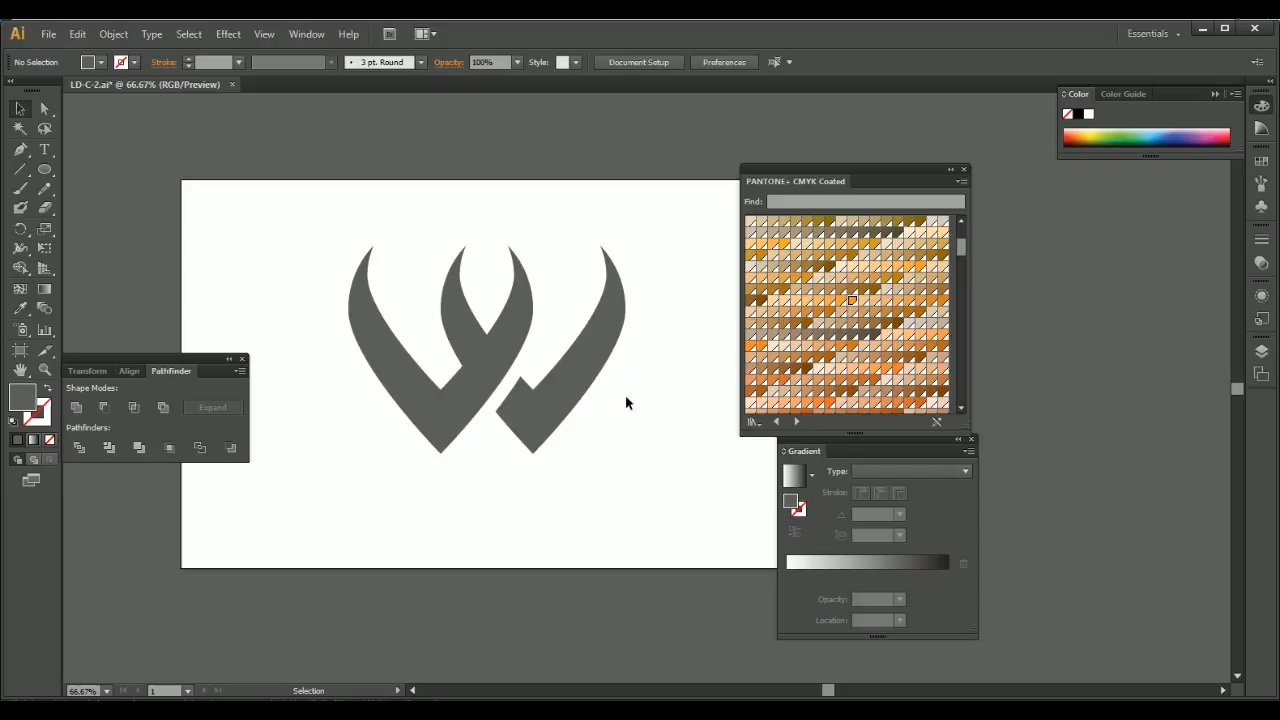 Ai File Edit Object Type Select Effect View Window Help Br Essentials
No Selection Stroke: 3 pt. Round Opacity: 100% Style: Document Setup Preferences
LD-C-2.ai* @ 66.67% (RGB/Preview)
Color Color Guide
PANTONE+ CMYK Coated
Find:
Transform Align Pathfinder
Shape Modes:
Expand
Pathfinders:
Gradient
Type:
Stroke:
Opacity:
Location:
66.67% 1 Selection